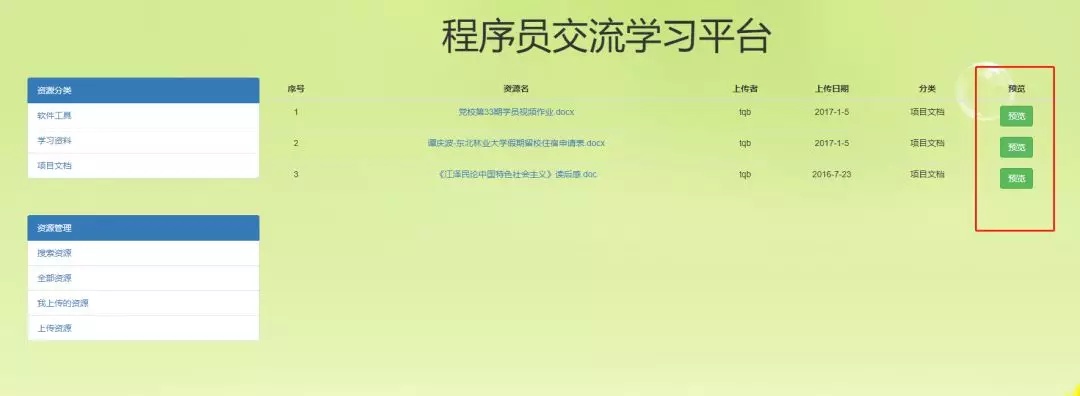 程序员交流学习平台
资源分类
软件工具
学习资料
项目文档
资源管理
搜索资源
全部资源
我上传的资源
上传资源
序号 资源名 上传者 上传日期 分类 预览
1 党校第33期学员视频作业.docx tqb 2017-1-5 项目文档 预览
2 谭庆波-东北林业大学假期留校住宿申请表.docx tqb 2017-1-5 项目文档 预览
3 《江泽民论中国特色社会主义》读后感.doc tqb 2016-7-23 项目文档 预览